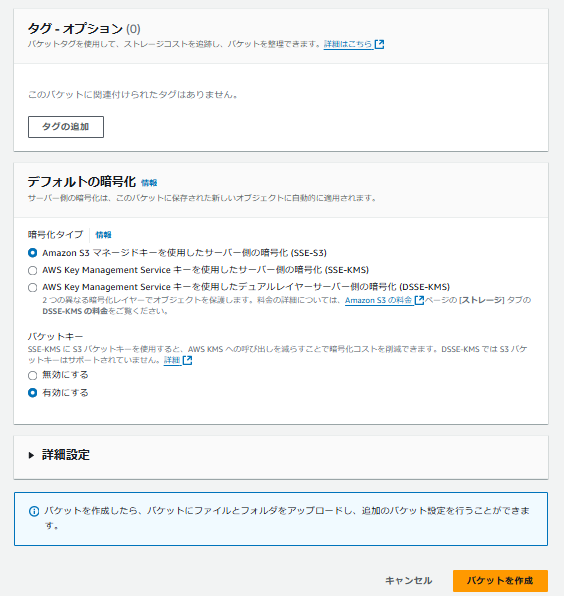 タグ - オプション (0)
バケットタグを使用して、ストレージコストを追跡し、バケットを整理できます。詳細はこちら
このバケットに関連付けられたタグはありません。
タグの追加
デフォルトの暗号化 情報
サーバー側の暗号化は、このバケットに保存された新しいオブジェクトに自動的に適用されます。
暗号化タイプ 情報
Amazon S3 マネージドキーを使用したサーバー側の暗号化 (SSE-S3)
AWS Key Management Service キーを使用したサーバー側の暗号化 (SSE-KMS)
AWS Key Management Service キーを使用したデュアルレイヤーサーバー側の暗号化 (DSSE-KMS)
2 つの異なる暗号化レイヤーでオブジェクトを保護します。料金の詳細については、Amazon S3 の料金 ページの [ストレージ] タブの
DSSE-KMS の料金をご覧ください。
バケットキー
SSE-KMS に S3 バケットキーを使用すると、AWS KMS への呼び出しを減らすことで暗号化コストを削減できます。DSSE-KMS では S3 バケ
ットキーはサポートされていません。詳細
無効にする
有効にする
詳細設定
バケットを作成したら、バケットにファイルとフォルダをアップロードし、追加のバケット設定を行うことができま
す。
キャンセル
バケットを作成